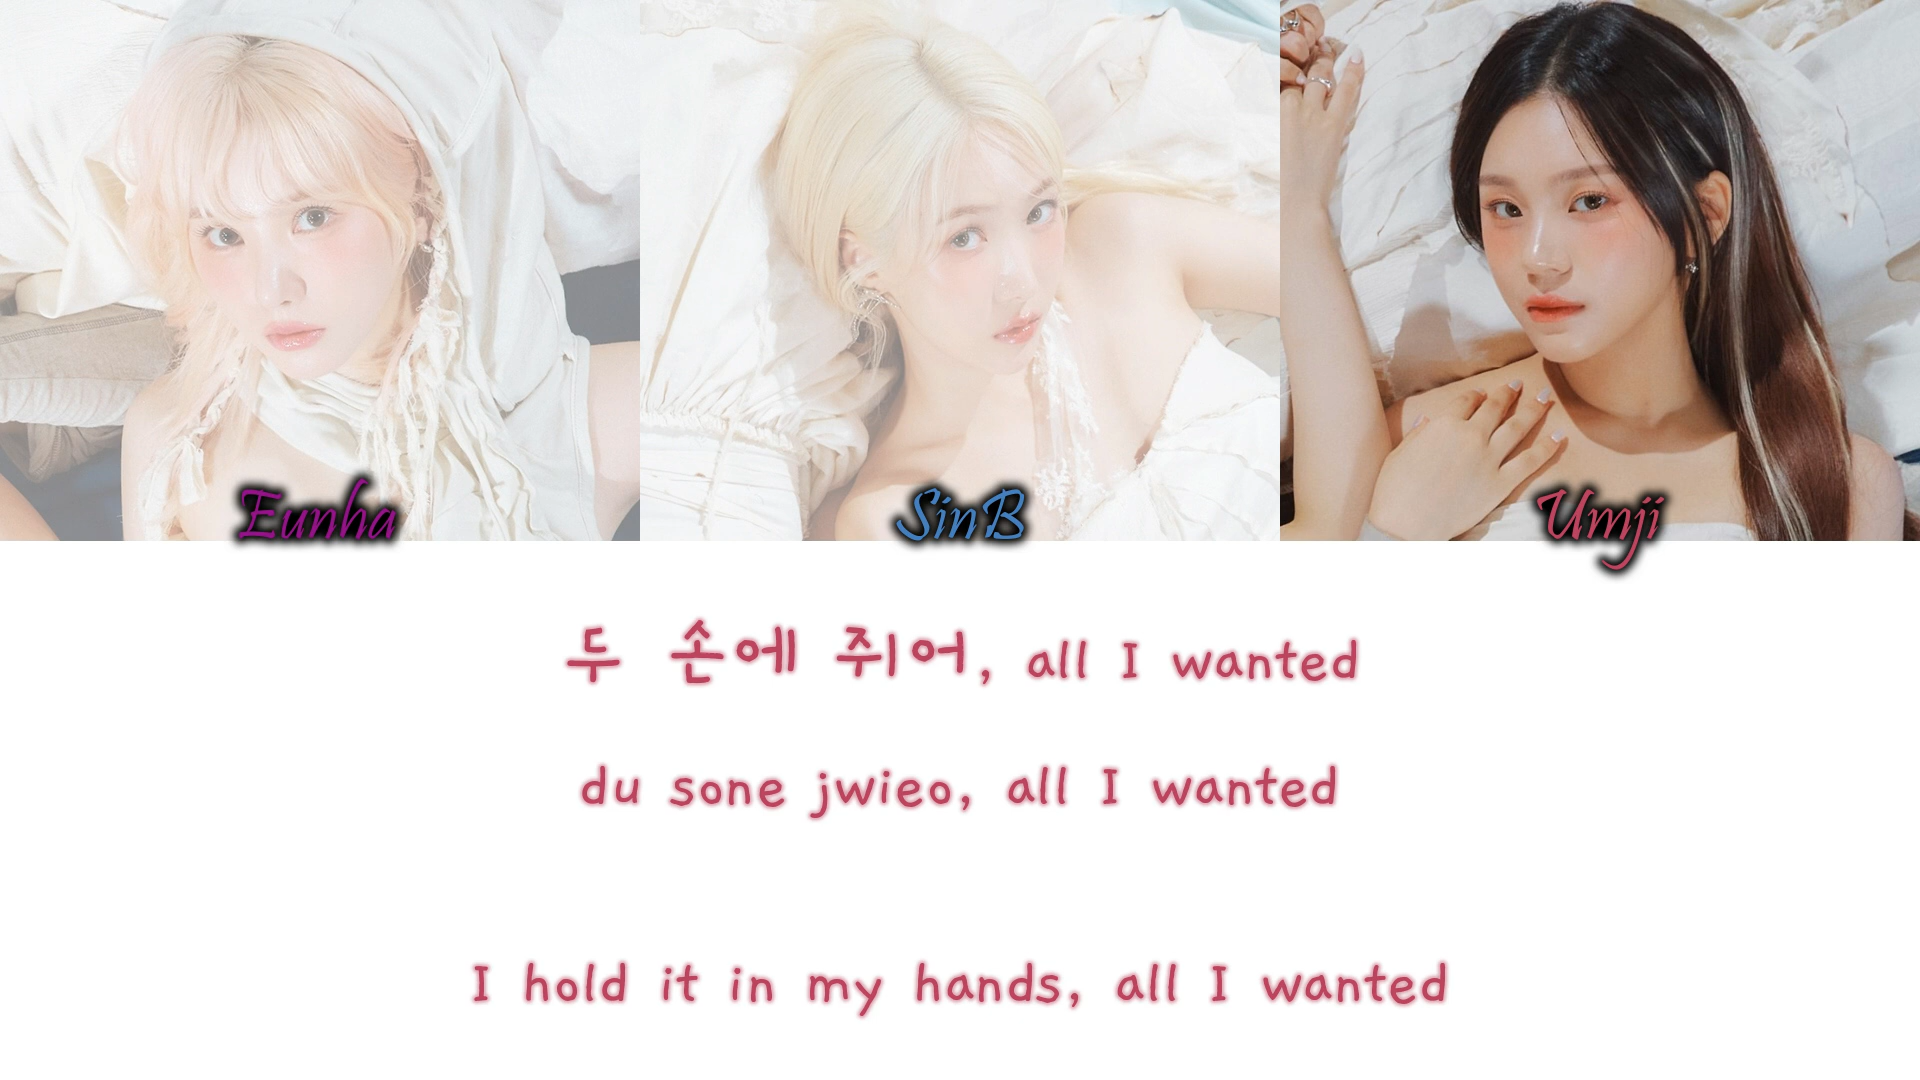 Eunha
SinB
Umji
두 손에 쥐어, all I wanted
du sone jwieo, all I wanted
I hold it in my hands, all I wanted